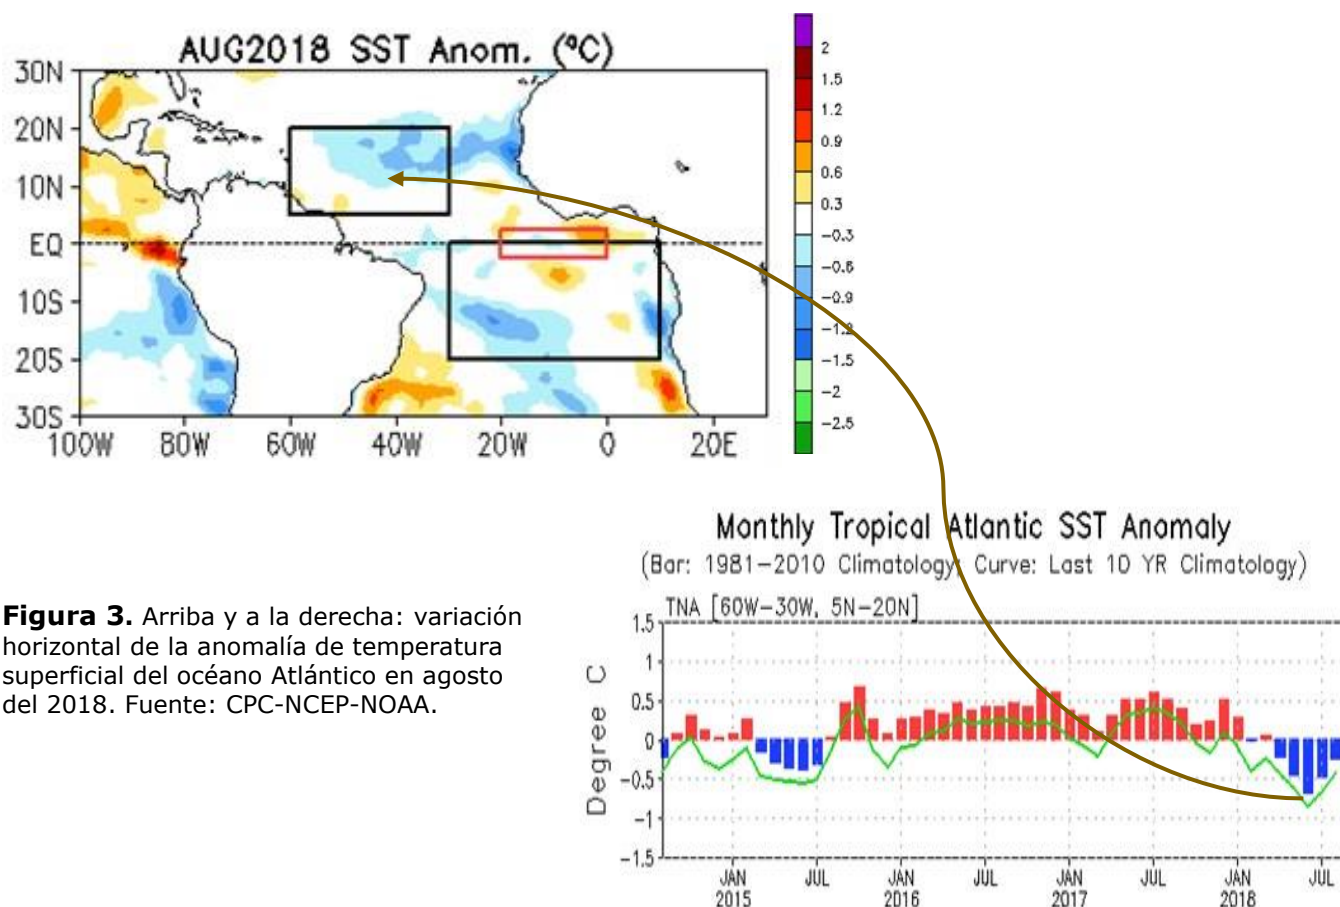 AUG2018 SST Anom. (ºC)
30N
20N
10N
EQ
10S
20S
30S
100W 80W 60W 40W 20W 0 20E
2
1.5
1.2
0.9
0.6
0.3
-0.3
-0.6
-0.9
-1.2
-1.5
-2
-2.5
Figura 3. Arriba y a la derecha: variación
horizontal de la anomalía de temperatura
superficial del océano Atlántico en agosto
del 2018. Fuente: CPC-NCEP-NOAA.
Monthly Tropical Atlantic SST Anomaly
(Bar: 1981-2010 Climatology; Curve: Last 10 YR Climatology)
TNA [60W-30W, 5N-20N]
Degree C
1.5
1
0.5
0
-0.5
-1
-1.5
JAN JUL JAN JUL JAN JUL JAN JUL
2015 2016 2017 2018